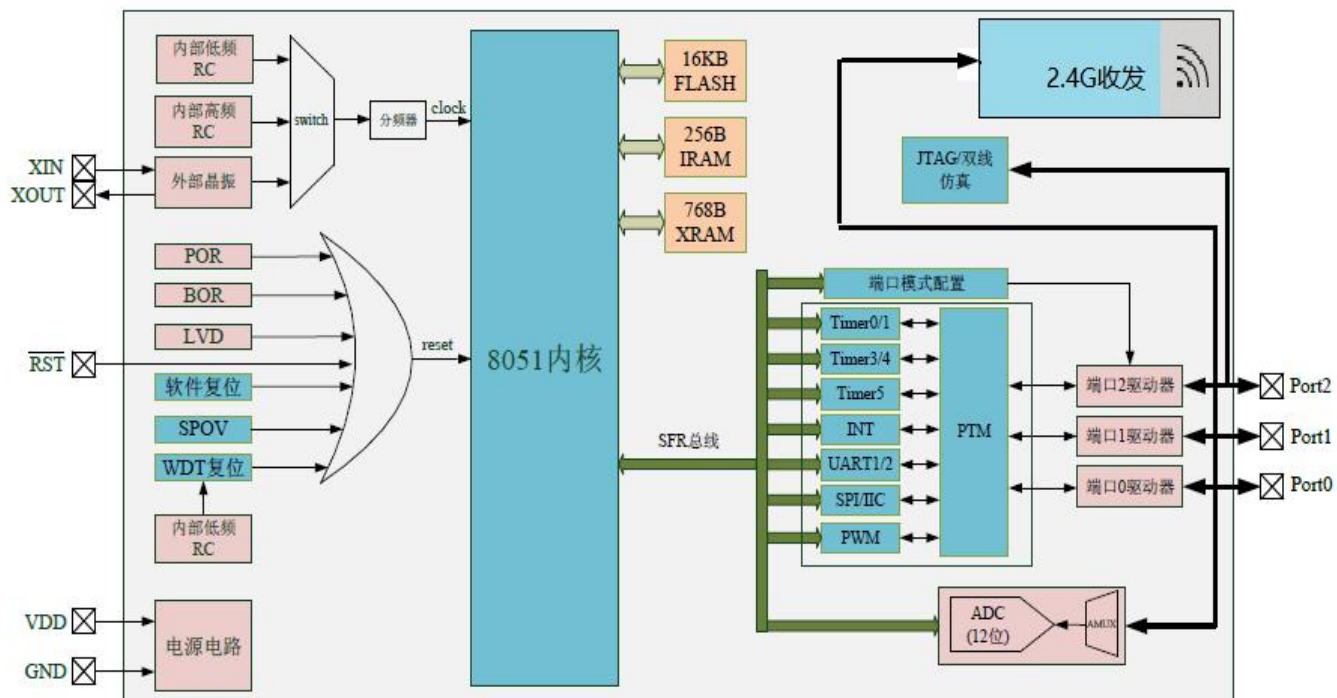 内部低频
RC
内部高频
RC
外部晶振
XIN
XOUT
switch
分频器
clock
POR
BOR
LVD
RST
软件复位
SPOV
WDT复位
内部低频
RC
reset
VDD
GND
电源电路
8051内核
16KB
FLASH
256B
IRAM
768B
XRAM
2.4G收发
JTAG/双线
仿真
SFR总线
端口模式配置
Timer0/1
Timer3/4
Timer5
INT
UART1/2
SPI/IIC
PWM
PTM
端口2驱动器
端口1驱动器
端口0驱动器
Port2
Port1
Port0
ADC
(12位)
AMUX